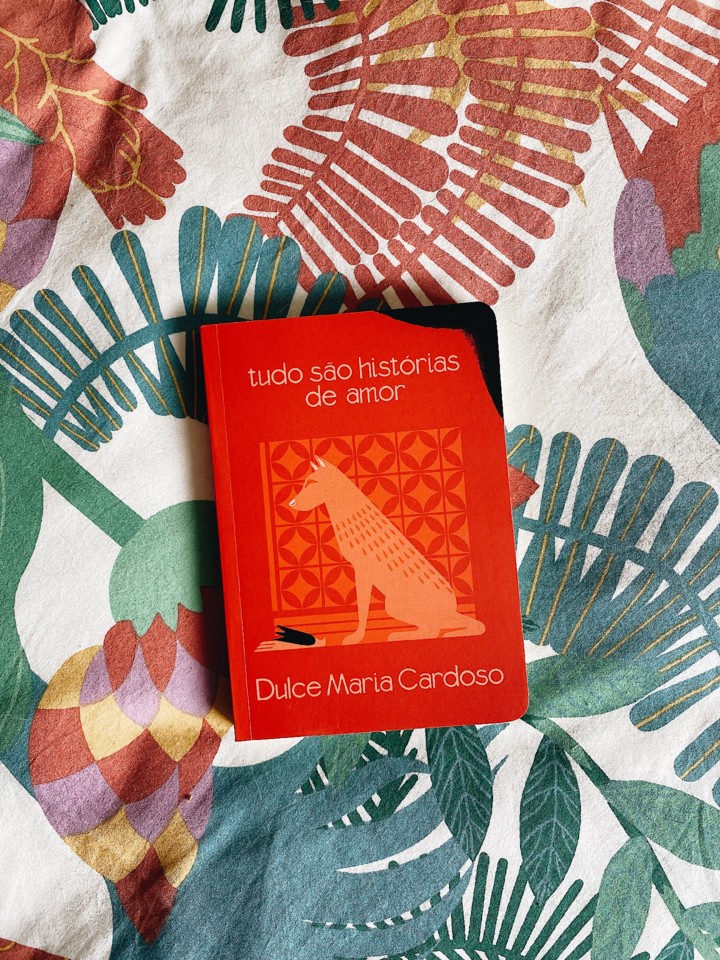 tudo são histórias
de amor
Dulce Maria Cardoso